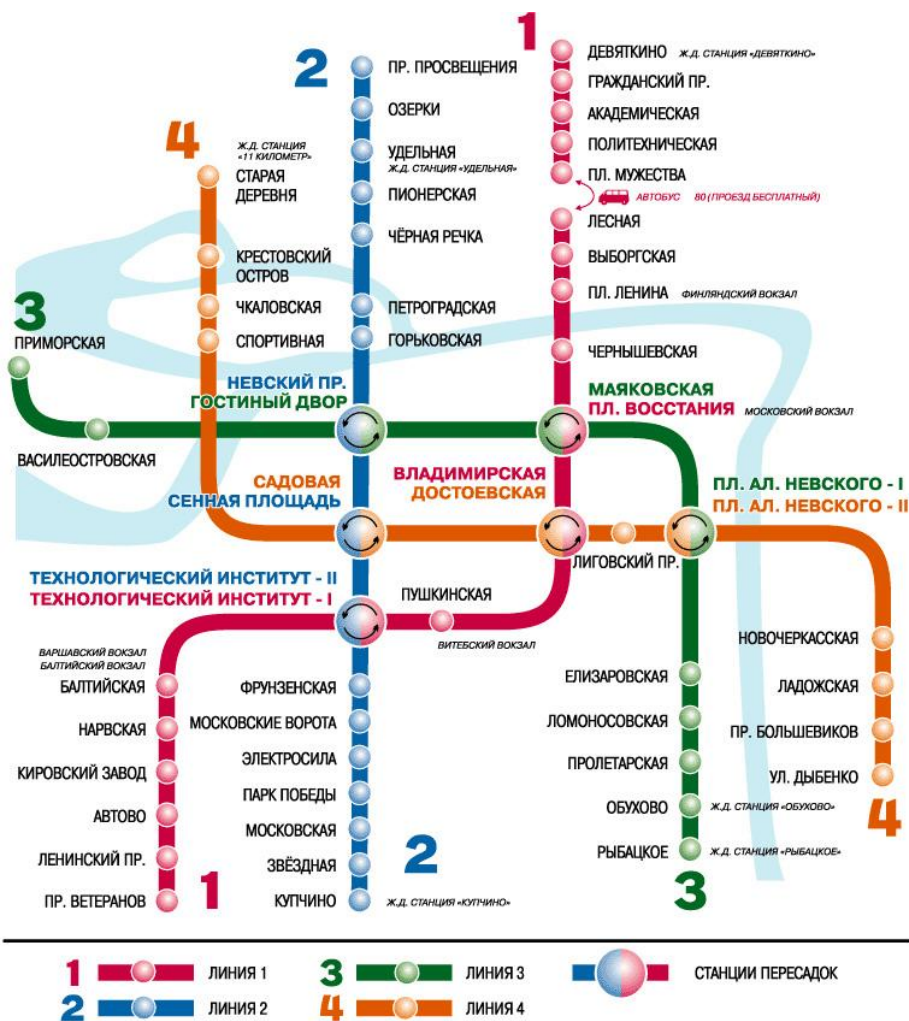 1
ДЕВЯТКИНО Ж.Д. СТАНЦИЯ «ДЕВЯТКИНО»
ГРАЖДАНСКИЙ ПР.
АКАДЕМИЧЕСКАЯ
ПОЛИТЕХНИЧЕСКАЯ
ПЛ. МУЖЕСТВА
АВТОБУС 80 (ПРОЕЗД БЕСПЛАТНЫЙ)
ЛЕСНАЯ
ВЫБОРГСКАЯ
ПЛ. ЛЕНИНА ФИНЛЯНДСКИЙ ВОКЗАЛ
ЧЕРНЫШЕВСКАЯ
2
ПР. ПРОСВЕЩЕНИЯ
ОЗЕРКИ
УДЕЛЬНАЯ
Ж.Д. СТАНЦИЯ «УДЕЛЬНАЯ»
ПИОНЕРСКАЯ
ЧЁРНАЯ РЕЧКА
ПЕТРОГРАДСКАЯ
ГОРЬКОВСКАЯ
4
Ж.Д. СТАНЦИЯ
«11 КИЛОМЕТР»
СТАРАЯ
ДЕРЕВНЯ
КРЕСТОВСКИЙ
ОСТРОВ
ЧКАЛОВСКАЯ
СПОРТИВНАЯ
3
ПРИМОРСКАЯ
ВАСИЛЕОСТРОВСКАЯ
НЕВСКИЙ ПР.
ГОСТИНЫЙ ДВОР
МАЯКОВСКАЯ
ПЛ. ВОССТАНИЯ МОСКОВСКИЙ ВОКЗАЛ
САДОВАЯ
СЕННАЯ ПЛОЩАДЬ
ВЛАДИМИРСКАЯ
ДОСТОЕВСКАЯ
ЛИГОВСКИЙ ПР.
ПЛ. АЛ. НЕВСКОГО - I
ПЛ. АЛ. НЕВСКОГО - II
ТЕХНОЛОГИЧЕСКИЙ ИНСТИТУТ - II
ТЕХНОЛОГИЧЕСКИЙ ИНСТИТУТ - I
ПУШКИНСКАЯ
ВИТЕБСКИЙ ВОКЗАЛ
ВАРШАВСКИЙ ВОКЗАЛ
БАЛТИЙСКИЙ ВОКЗАЛ
БАЛТИЙСКАЯ
НАРВСКАЯ
КИРОВСКИЙ ЗАВОД
АВТОВО
ЛЕНИНСКИЙ ПР.
ПР. ВЕТЕРАНОВ
1
ФРУНЗЕНСКАЯ
МОСКОВСКИЕ ВОРОТА
ЭЛЕКТРОСИЛА
ПАРК ПОБЕДЫ
МОСКОВСКАЯ
ЗВЁЗДНАЯ
КУПЧИНО Ж.Д. СТАНЦИЯ «КУПЧИНО»
2
ЕЛИЗАРОВСКАЯ
ЛОМОНОСОВСКАЯ
ПРОЛЕТАРСКАЯ
ОБУХОВО Ж.Д. СТАНЦИЯ «ОБУХОВО»
РЫБАЦКОЕ Ж.Д. СТАНЦИЯ «РЫБАЦКОЕ»
3
НОВОЧЕРКАССКАЯ
ЛАДОЖСКАЯ
ПР. БОЛЬШЕВИКОВ
УЛ. ДЫБЕНКО
4
1 ЛИНИЯ 1
2 ЛИНИЯ 2
3 ЛИНИЯ 3
4 ЛИНИЯ 4
СТАНЦИИ ПЕРЕСАДОК